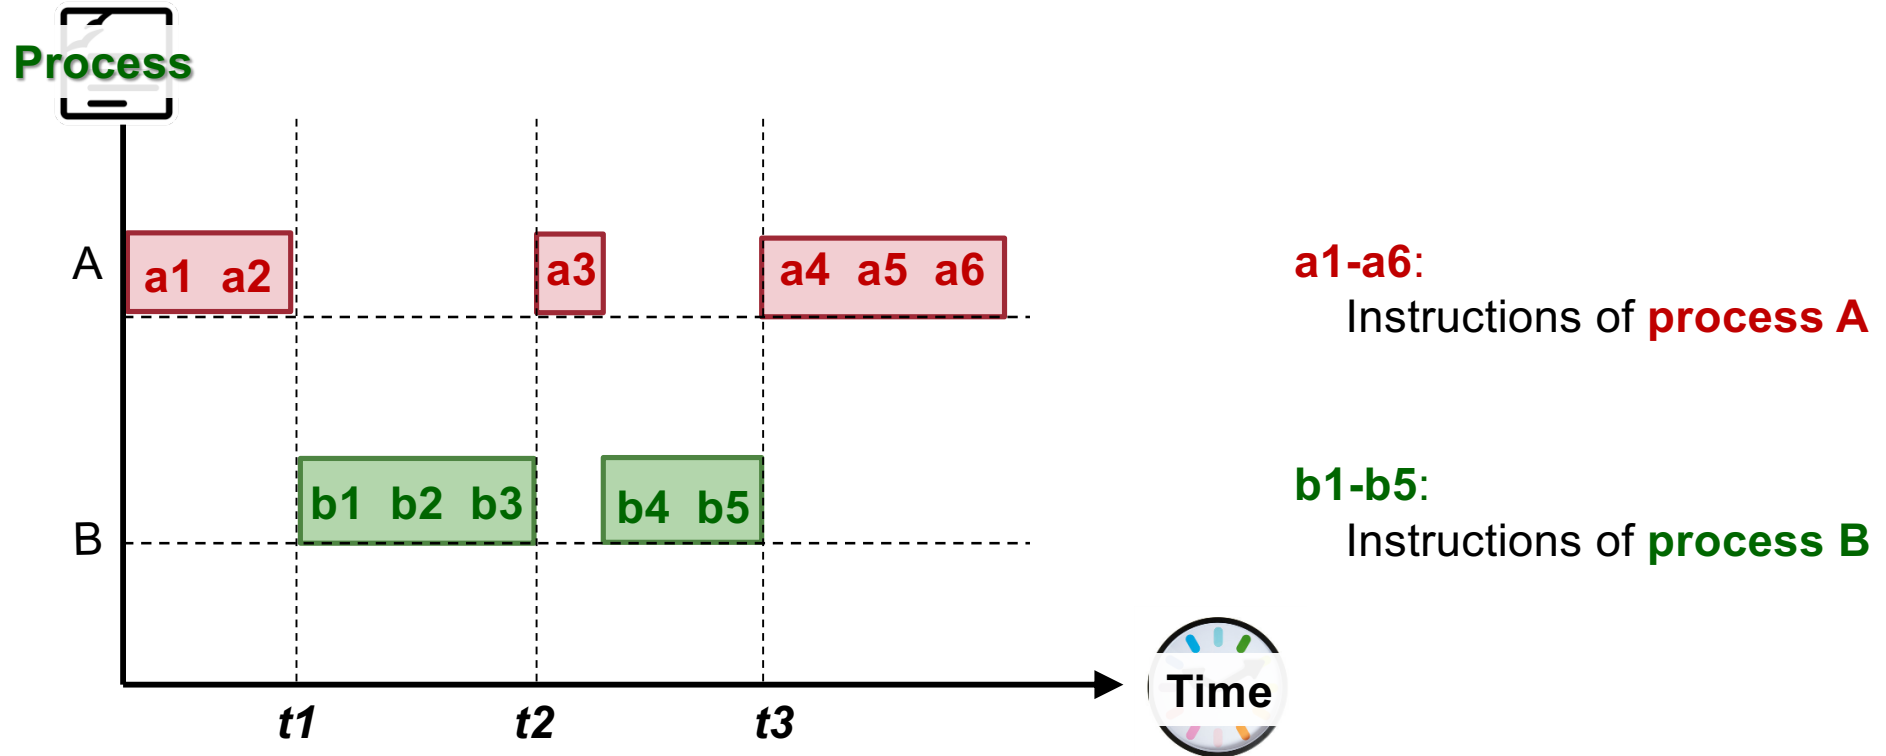 Process
A
a1 a2
a3
a4 a5 a6
a1-a6:
Instructions of process A
B
b1 b2 b3
b4 b5
b1-b5:
Instructions of process B
t1
t2
t3
Time